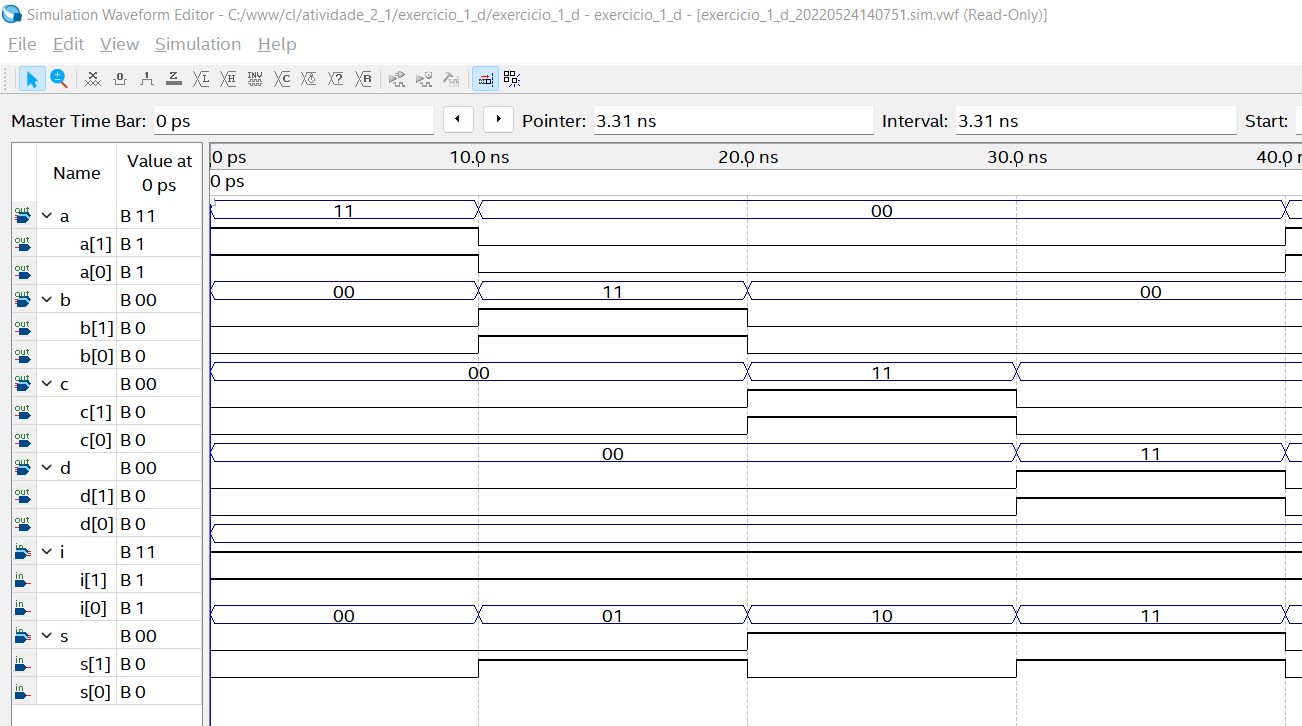 Simulation Waveform Editor - C:/www/cl/atividade_2_1/exercicio_1_d/exercicio_1_d - exercicio_1_d - [exercicio_1_d_20220524140751.sim.vwf (Read-Only)]
File Edit View Simulation Help
0 1 Z L H INV C ? R
Master Time Bar: 0 ps Pointer: 3.31 ns Interval: 3.31 ns Start:
Name Value at 0 ps 0 ps 10.0 ns 20.0 ns 30.0 ns 40.0 n
0 ps
out a B 11 11 00
out a[1] B 1
out a[0] B 1
out b B 00 00 11 00
out b[1] B 0
out b[0] B 0
out c B 00 00 11
out c[1] B 0
out c[0] B 0
out d B 00 00 11
out d[1] B 0
out d[0] B 0
in i B 11
in i[1] B 1
in i[0] B 1
00 01 10 11
in s B 00
in s[1] B 0
in s[0] B 0